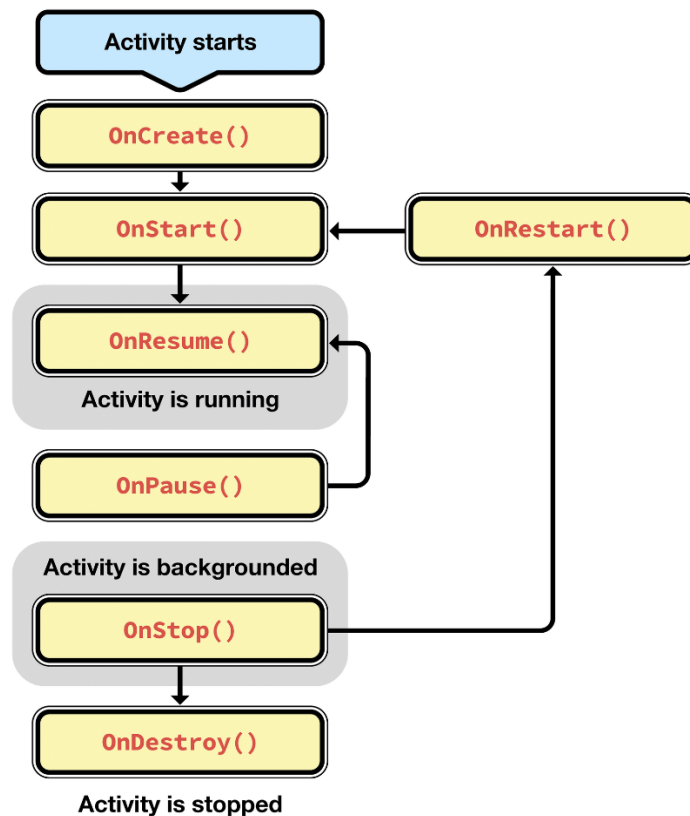 Activity starts
OnCreate()
OnStart()
OnRestart()
OnResume()
Activity is running
OnPause()
Activity is backgrounded
OnStop()
OnDestroy()
Activity is stopped